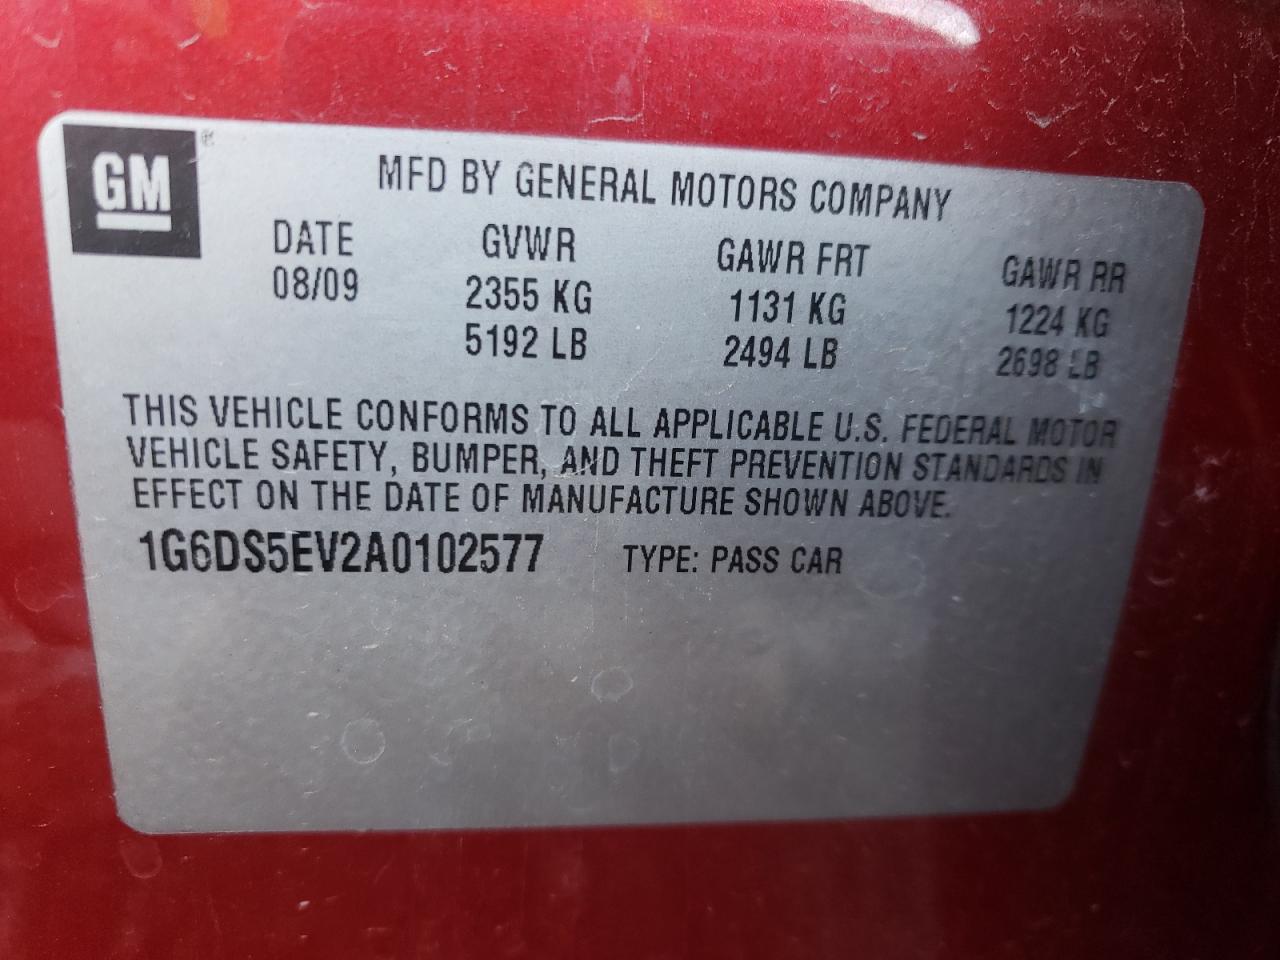 GM®
MFD BY GENERAL MOTORS COMPANY
DATE GVWR GAWR FRT GAWR RR
08/09 2355 KG 1131 KG 1224 KG
5192 LB 2494 LB 2698 LB
THIS VEHICLE CONFORMS TO ALL APPLICABLE U.S. FEDERAL MOTOR
VEHICLE SAFETY, BUMPER, AND THEFT PREVENTION STANDARDS IN
EFFECT ON THE DATE OF MANUFACTURE SHOWN ABOVE.
1G6DS5EV2A0102577 TYPE: PASS CAR